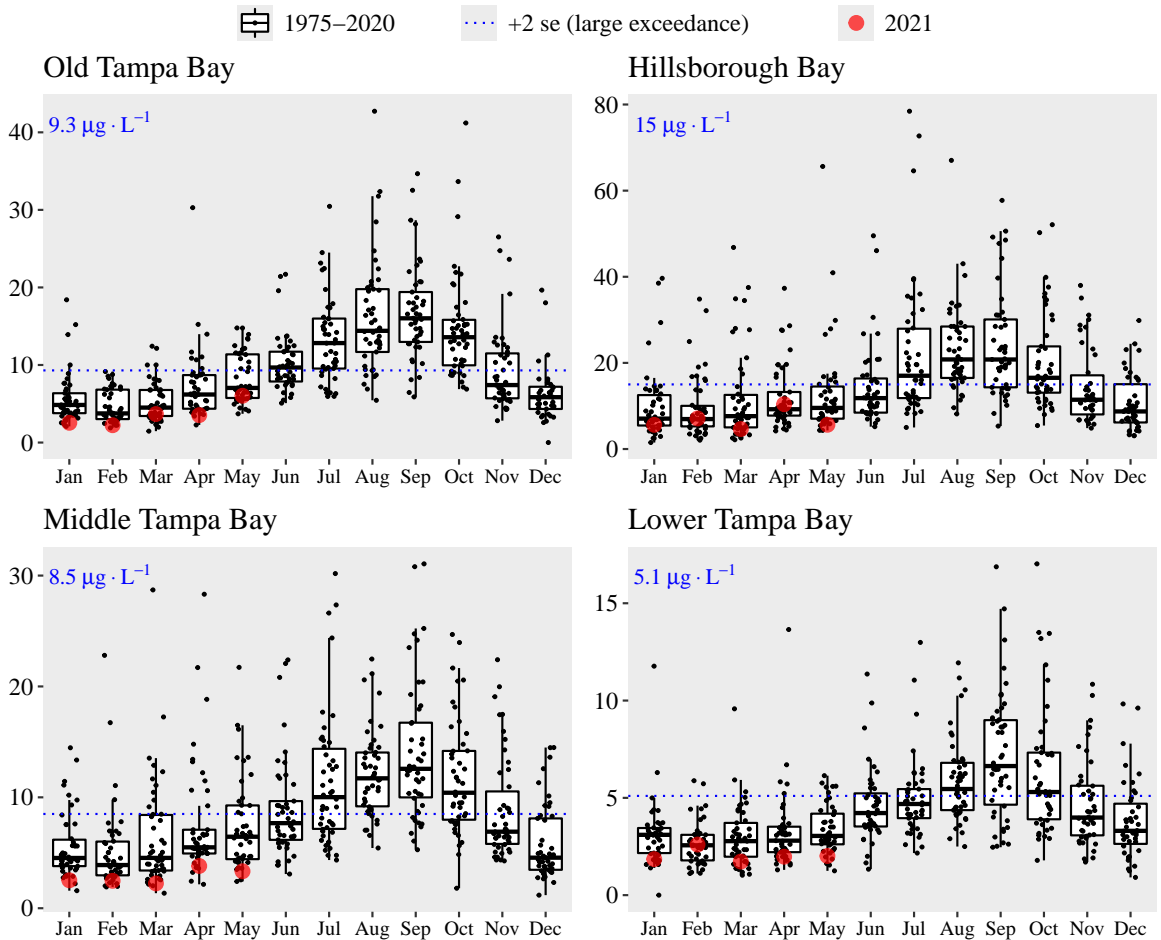 1975–2020 +2 se (large exceedance) 2021
Old Tampa Bay
9.3 μg · L⁻¹
40
30
20
10
0
Jan Feb Mar Apr May Jun Jul Aug Sep Oct Nov Dec
Hillsborough Bay
15 μg · L⁻¹
80
60
40
20
0
Jan Feb Mar Apr May Jun Jul Aug Sep Oct Nov Dec
Middle Tampa Bay
8.5 μg · L⁻¹
30
20
10
0
Jan Feb Mar Apr May Jun Jul Aug Sep Oct Nov Dec
Lower Tampa Bay
5.1 μg · L⁻¹
15
10
5
0
Jan Feb Mar Apr May Jun Jul Aug Sep Oct Nov Dec